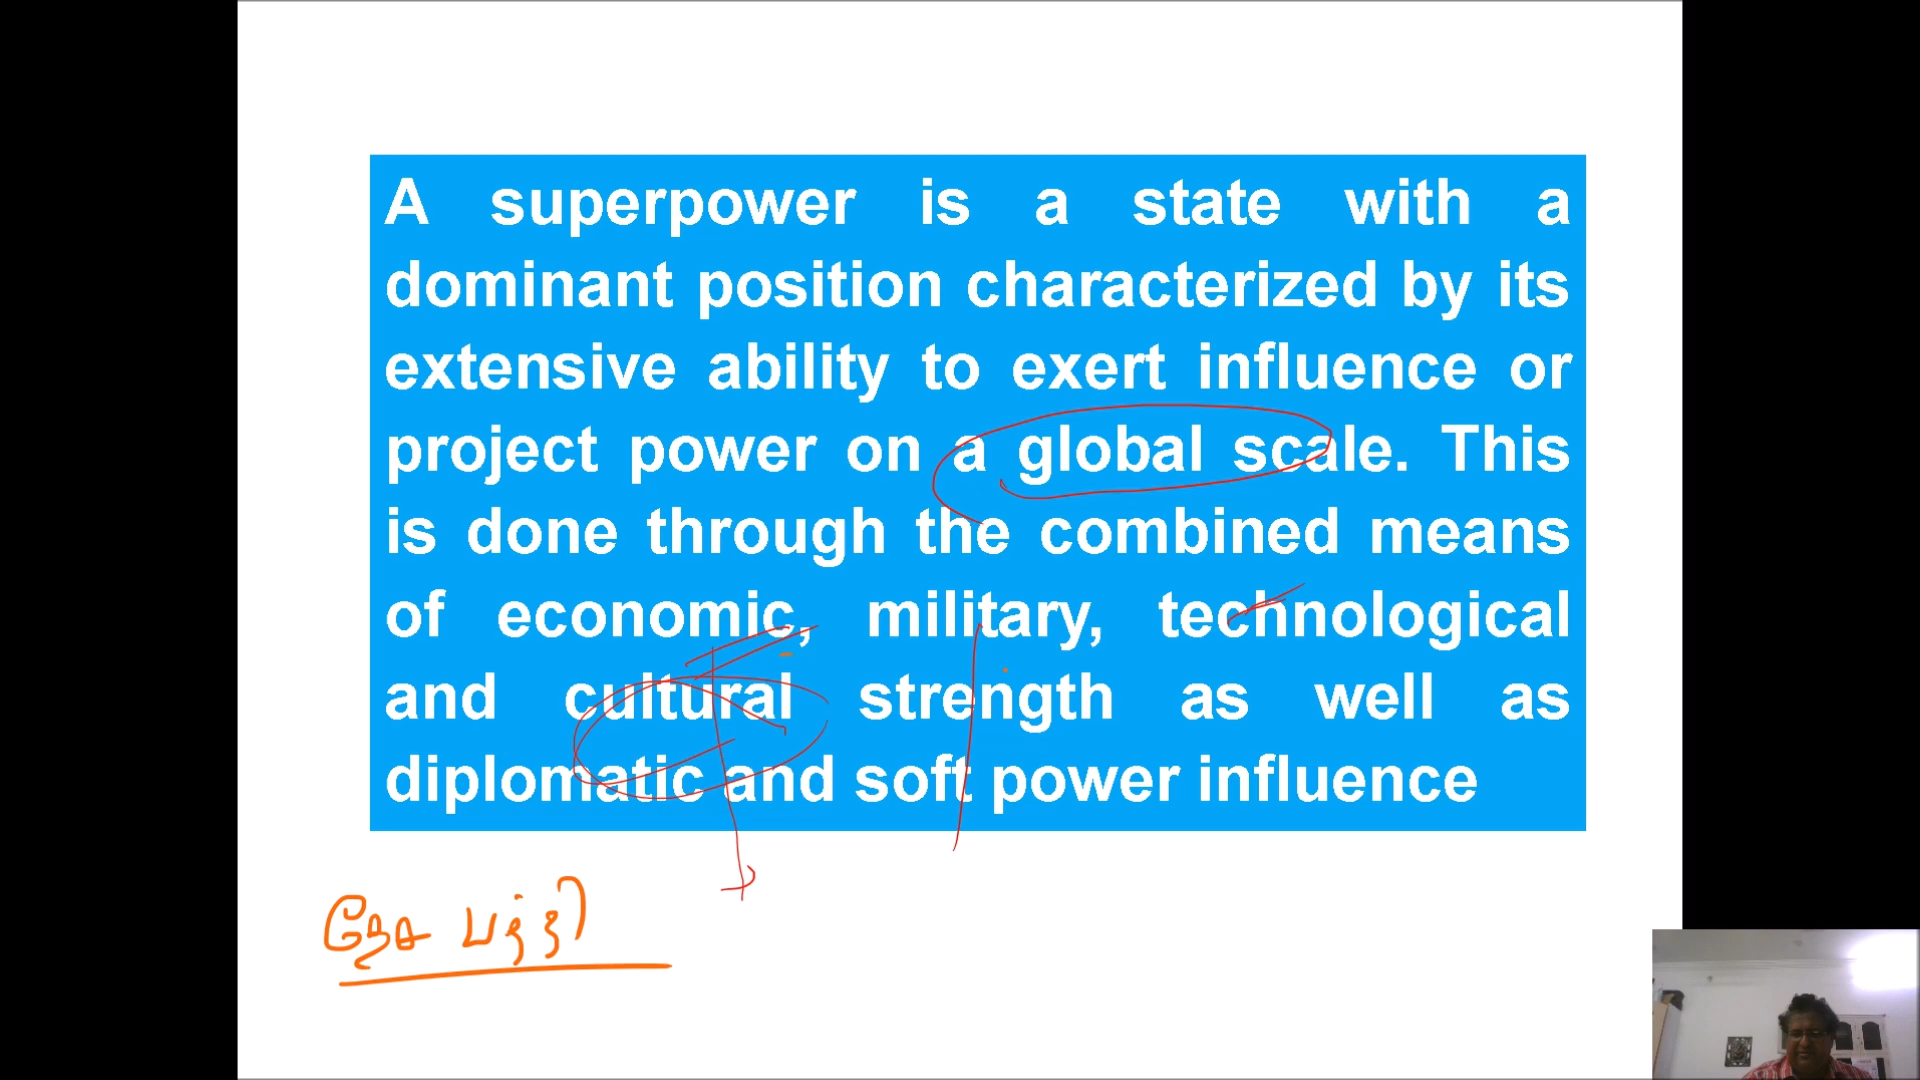 A superpower is a state with a
dominant position characterized by its
extensive ability to exert influence or
project power on a global scale. This
is done through the combined means
of economic, military, technological
and cultural strength as well as
diplomatic and soft power influence
தேச பற்றி